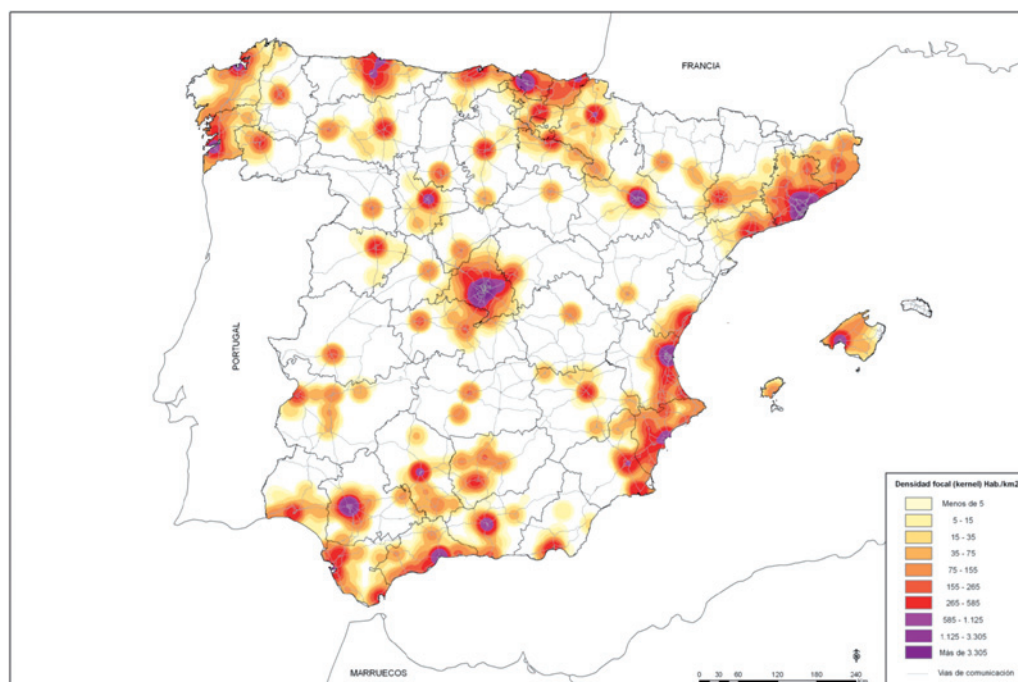 FRANCIA
PORTUGAL
MARRUECOS
Densidad focal (kernel) Hab./km2
Menos de 5
5 - 15
15 - 35
35 - 75
75 - 155
155 - 265
265 - 585
585 - 1.125
1.125 - 3.305
Más de 3.305
Vías de comunicación
0 30 60 120 180 240